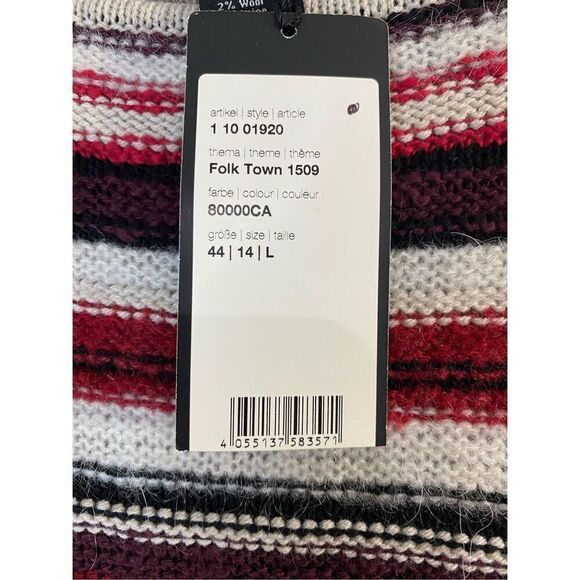 2% Wool
artikel | style | article
1 10 01920
thema | theme | thème
Folk Town 1509
farbe | colour | couleur
80000CA
größe | size | taille
44 | 14 | L
4 055137 583571